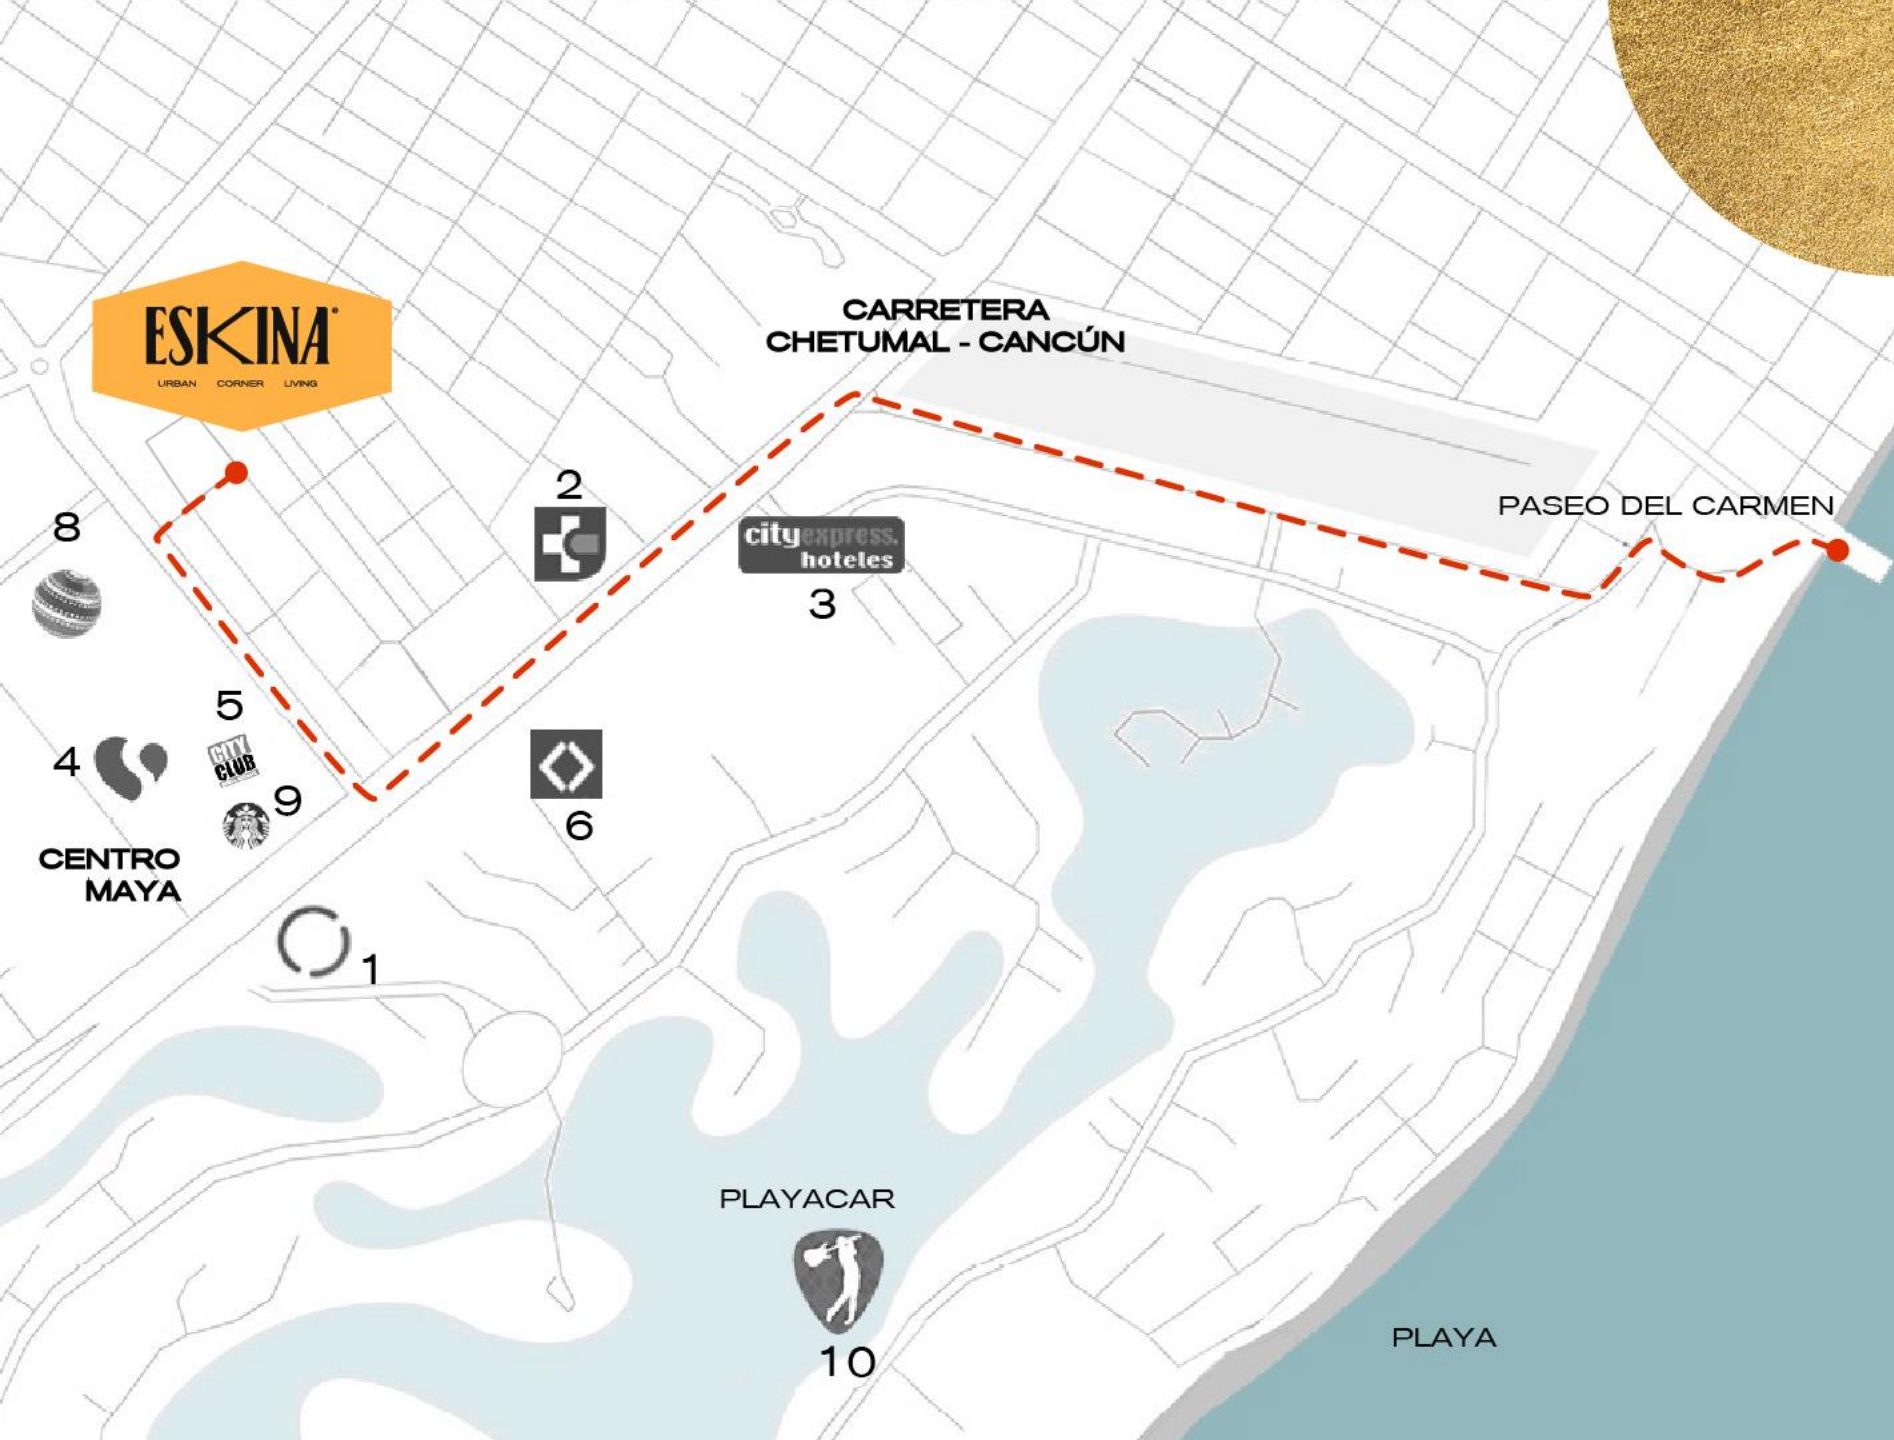 ESKINA
URBAN CORNER LIVING
CARRETERA
CHETUMAL - CANCÚN
PASEO DEL CARMEN
2
cityexpress.
hoteles
3
8
5
4
CITY
CLUB
9
6
CENTRO
MAYA
1
PLAYACAR
10
PLAYA